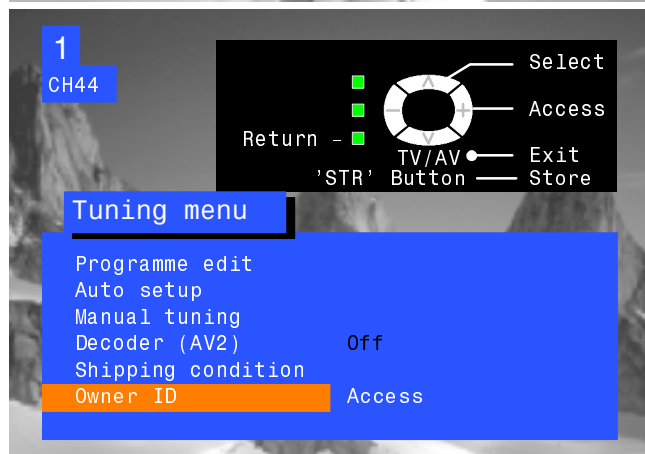 1
CH44
Select
Access
Return –
TV/AV
Exit
'STR' Button
Store
Tuning menu
Programme edit
Auto setup
Manual tuning
Decoder (AV2) Off
Shipping condition
Owner ID Access